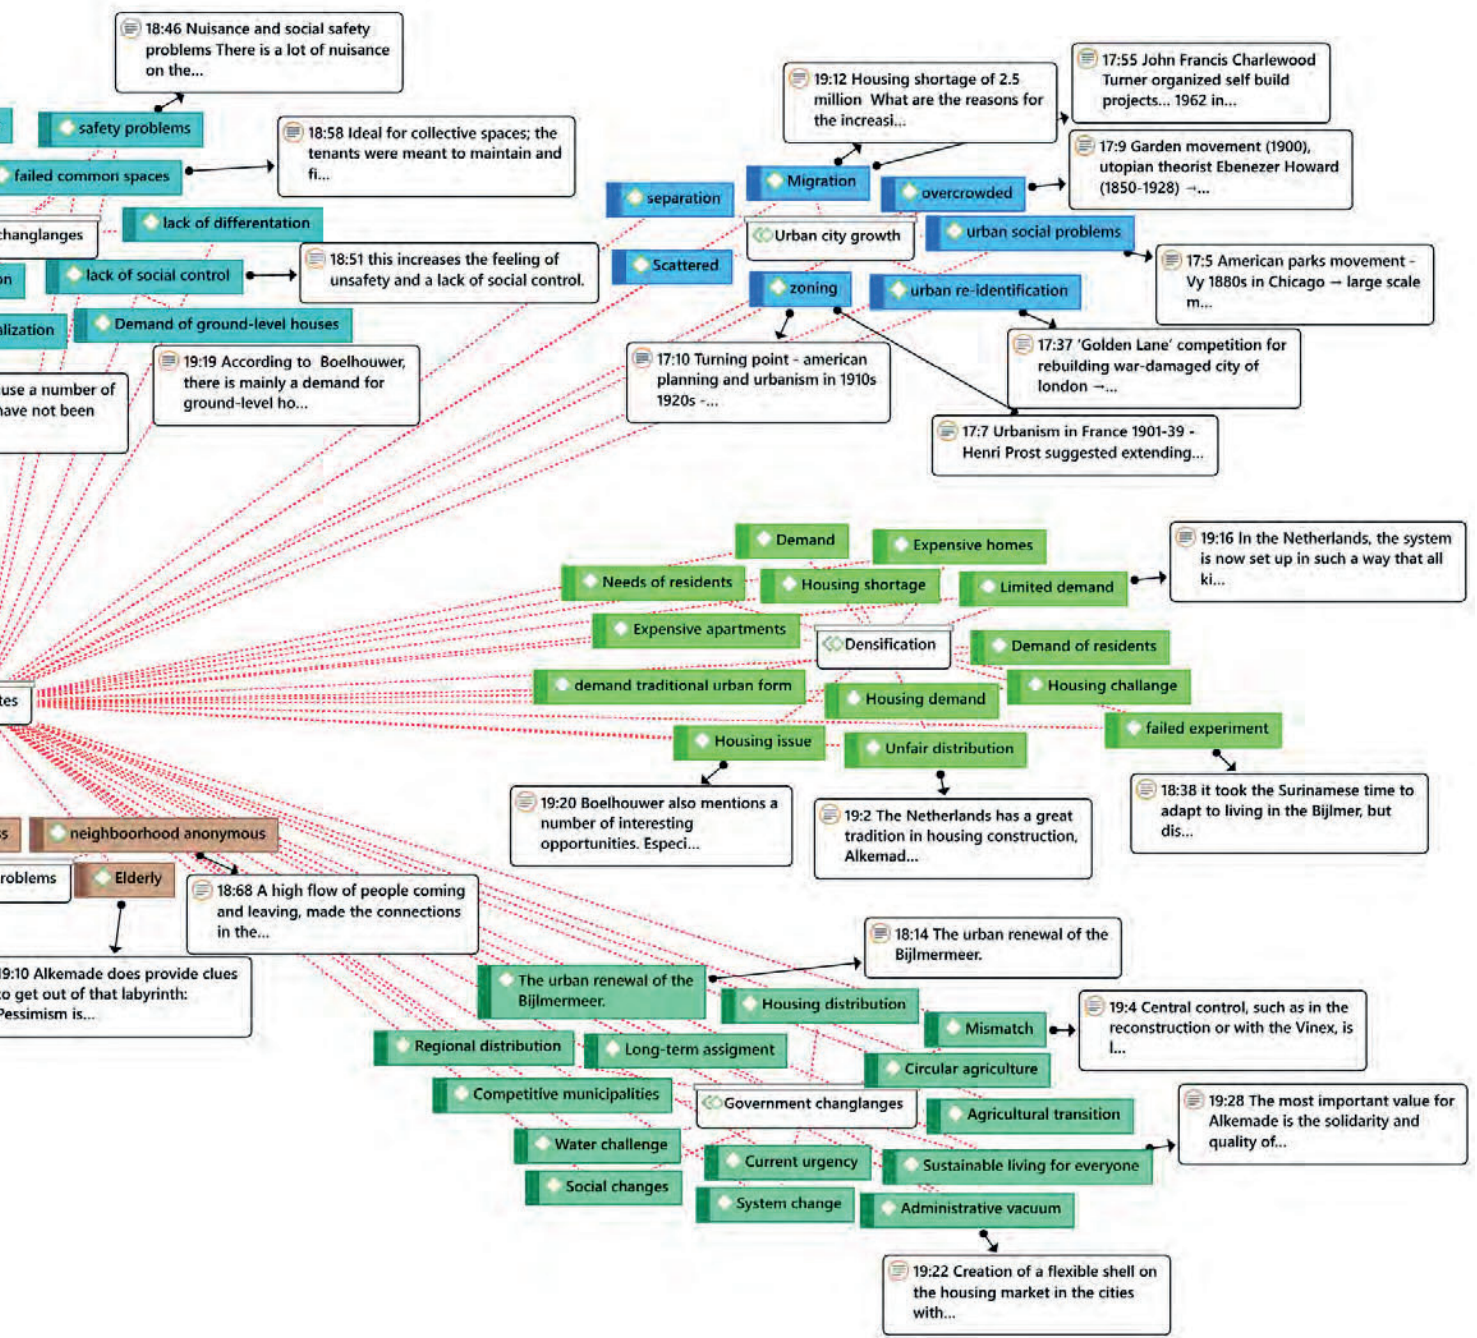 18:46 Nuisance and social safety
problems There is a lot of nuisance
on the...
safety problems
18:58 Ideal for collective spaces; the
tenants were meant to maintain and
fi...
failed common spaces
lack of differentation
changlanges
18:51 this increases the feeling of
unsafety and a lack of social control.
on
lack of social control
alization
Demand of ground-level houses
19:19 According to Boelhouwer,
there is mainly a demand for
ground-level ho...
use a number of
have not been
19:12 Housing shortage of 2.5
million What are the reasons for
the increasi...
17:55 John Francis Charlewood
Turner organized self build
projects... 1962 in...
17:9 Garden movement (1900),
utopian theorist Ebenezer Howard
(1850-1928) →...
Migration
separation
overcrowded
Urban city growth
urban social problems
Scattered
17:5 American parks movement -
Vy 1880s in Chicago → large scale
m...
zoning
urban re-identification
17:10 Turning point - american
planning and urbanism in 1910s
1920s -...
17:37 'Golden Lane' competition for
rebuilding war-damaged city of
london →...
17:7 Urbanism in France 1901-39 -
Henri Prost suggested extending...
Demand
Expensive homes
19:16 In the Netherlands, the system
is now set up in such a way that all
ki...
Needs of residents
Housing shortage
Limited demand
Expensive apartments
Densification
Demand of residents
demand traditional urban form
Housing demand
Housing challange
tes
Housing issue
Unfair distribution
failed experiment
19:20 Boelhouwer also mentions a
number of interesting
opportunities. Especi...
19:2 The Netherlands has a great
tradition in housing construction,
Alkemad...
18:38 it took the Surinamese time to
adapt to living in the Bijlmer, but
dis...
ss
neighboorhood anonymous
roblems
Elderly
18:68 A high flow of people coming
and leaving, made the connections
in the...
19:10 Alkemade does provide clues
to get out of that labyrinth:
Pessimism is...
18:14 The urban renewal of the
Bijlmermeer.
The urban renewal of the
Bijlmermeer.
Housing distribution
Mismatch
19:4 Central control, such as in the
reconstruction or with the Vinex, is
l...
Regional distribution
Long-term assigment
Circular agriculture
Competitive municipalities
Government changlanges
Agricultural transition
19:28 The most important value for
Alkemade is the solidarity and
quality of...
Water challenge
Current urgency
Sustainable living for everyone
Social changes
System change
Administrative vacuum
19:22 Creation of a flexible shell on
the housing market in the cities
with...